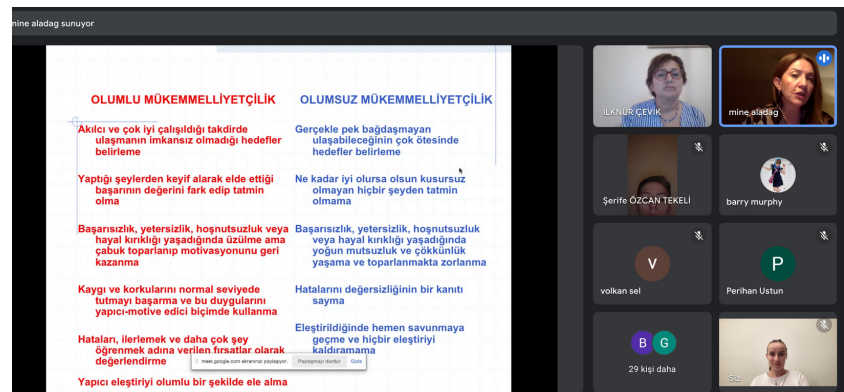 mine aladag sunuyor
OLUMLU MÜKEMMELLİYETÇİLİK
Akılcı ve çok iyi çalışıldığı takdirde
ulaşmanın imkansız olmadığı hedefler
belirleme
Yaptığı şeylerden keyif alarak elde ettiği
başarının değerini fark edip tatmin
olma
Başarısızlık, yetersizlik, hoşnutsuzluk veya
hayal kırıklığı yaşadığında üzülme ama
çabuk toparlanıp motivasyonunu geri
kazanma
Kaygı ve korkularını normal seviyede
tutmayı başarma ve bu duygularını
yapıcı-motive edici biçimde kullanma
Hataları, ilerlemek ve daha çok şey
öğrenmek adına verilen fırsatlar olarak
değerlendirme
Yapıcı eleştiriyi olumlu bir şekilde ele alma
OLUMSUZ MÜKEMMELLİYETÇİLİK
Gerçekle pek bağdaşmayan
ulaşabileceğinin çok ötesinde
hedefler belirleme
Ne kadar iyi olursa olsun kusursuz
olmayan hiçbir şeyden tatmin
olmama
Başarısızlık, yetersizlik, hoşnutsuzluk
veya hayal kırıklığı yaşadığında
yoğun mutsuzluk ve çökkünlük
yaşama ve toparlanmakta zorlanma
Hatalarını değersizliğinin bir kanıtı
sayma
Eleştirildiğinde hemen savunmaya
geçme ve hiçbir eleştiriyi
kaldıramama
meet.google.com ekranınızı paylaşıyor.
Paylaşmayı durdur
Gizle
İLKNUR ÇEVİK
mine aladag
Şerife ÖZCAN TEKELİ
barry murphy
V
volkan sel
P
Perihan Ustun
B G
29 kişi daha
Siz